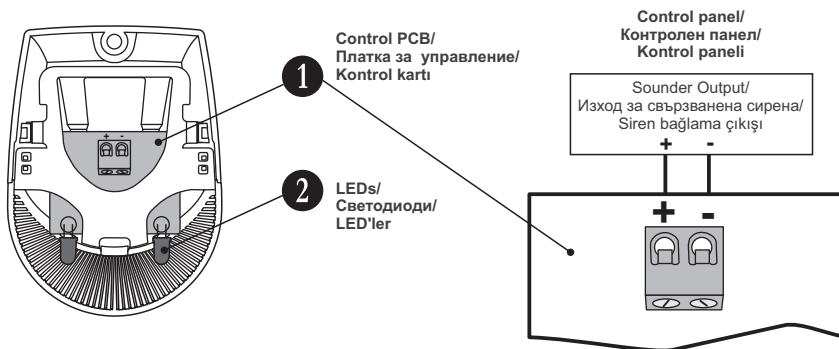 Control PCB/
Платка за управление/
Kontrol kartı
1
LEDs/
Светодиоди/
LED'ler
2
+ -
Control panel/
Контролен панел/
Kontrol paneli
Sounder Output/
Изход за свързванена сирена/
Siren bağlama çıkışı
+ -
+ -